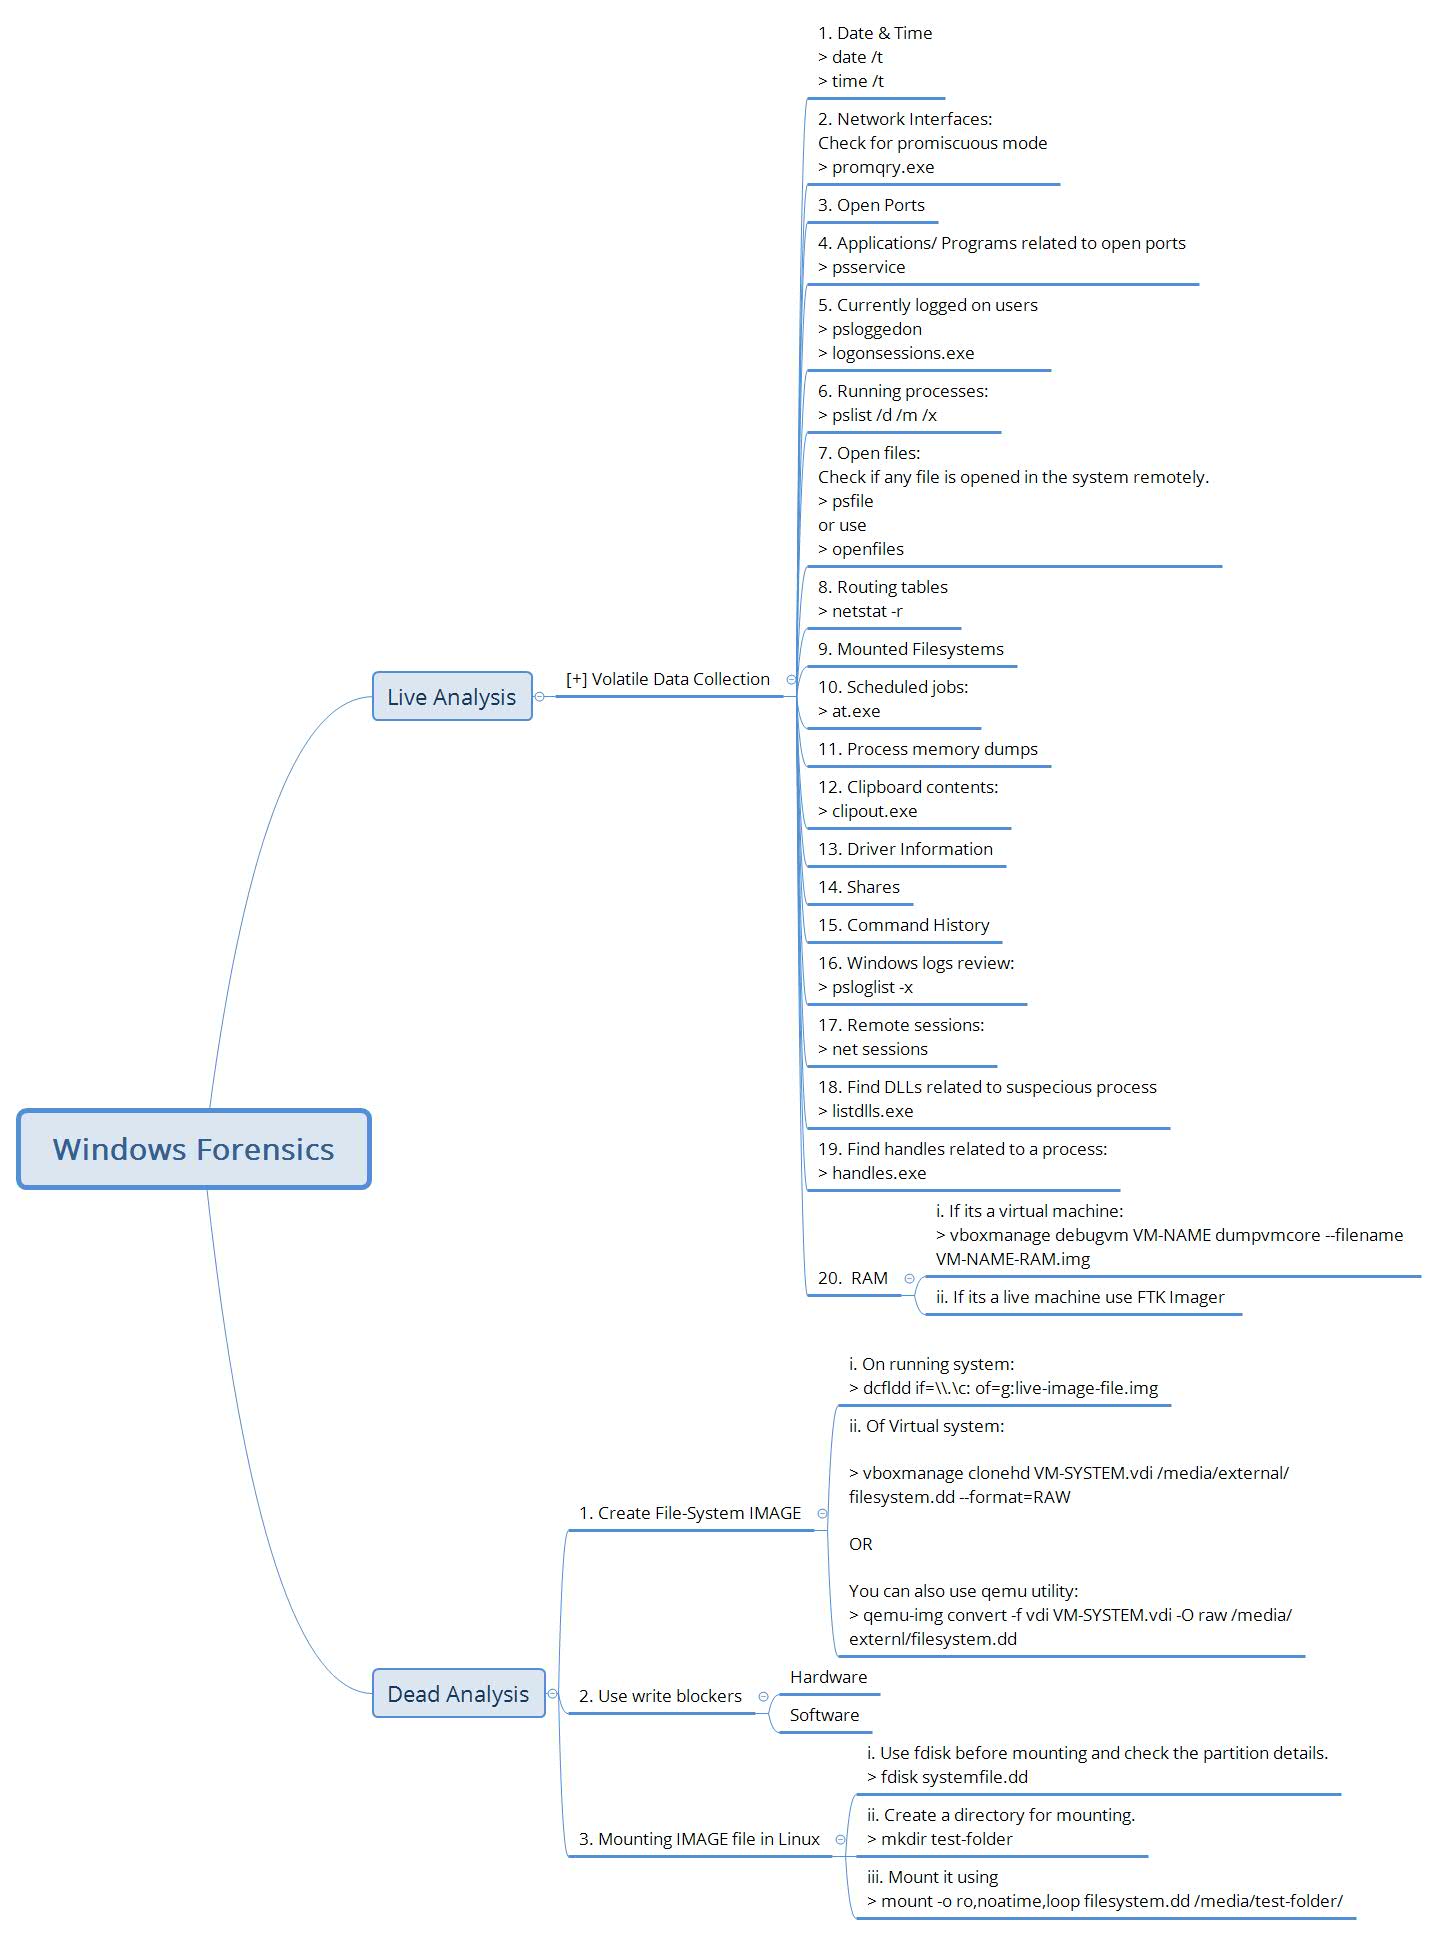 Windows Forensics
Live Analysis
[+] Volatile Data Collection
1. Date & Time
> date /t
> time /t
2. Network Interfaces:
Check for promiscuous mode
> promqry.exe
3. Open Ports
4. Applications/ Programs related to open ports
> psservice
5. Currently logged on users
> psloggedon
> logonsessions.exe
6. Running processes:
> pslist /d /m /x
7. Open files:
Check if any file is opened in the system remotely.
> psfile
or use
> openfiles
8. Routing tables
> netstat -r
9. Mounted Filesystems
10. Scheduled jobs:
> at.exe
11. Process memory dumps
12. Clipboard contents:
> clipout.exe
13. Driver Information
14. Shares
15. Command History
16. Windows logs review:
> psloglist -x
17. Remote sessions:
> net sessions
18. Find DLLs related to suspecious process
> listdlls.exe
19. Find handles related to a process:
> handles.exe
20. RAM
i. If its a virtual machine:
> vboxmanage debugvm VM-NAME dumpvmcore --filename
VM-NAME-RAM.img
ii. If its a live machine use FTK Imager
Dead Analysis
1. Create File-System IMAGE
i. On running system:
> dcfldd if=\\.\c: of=g:live-image-file.img
ii. Of Virtual system:
> vboxmanage clonehd VM-SYSTEM.vdi /media/external/
filesystem.dd --format=RAW
OR
You can also use qemu utility:
> qemu-img convert -f vdi VM-SYSTEM.vdi -O raw /media/
externl/filesystem.dd
2. Use write blockers
Hardware
Software
3. Mounting IMAGE file in Linux
i. Use fdisk before mounting and check the partition details.
> fdisk systemfile.dd
ii. Create a directory for mounting.
> mkdir test-folder
iii. Mount it using
> mount -o ro,noatime,loop filesystem.dd /media/test-folder/